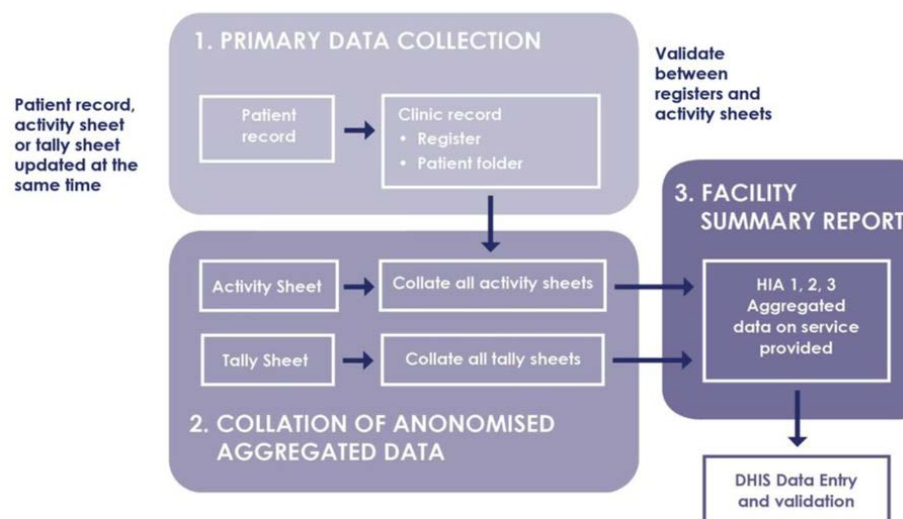 1. PRIMARY DATA COLLECTION
Patient record,
activity sheet
or tally sheet
updated at the
same time
Patient
record
Clinic record
• Register
• Patient folder
Validate
between
registers and
activity sheets
Activity Sheet
Collate all activity sheets
Tally Sheet
Collate all tally sheets
2. COLLATION OF ANONOMISED
AGGREGATED DATA
3. FACILITY
SUMMARY REPORT
HIA 1, 2, 3
Aggregated
data on service
provided
DHIS Data Entry
and validation